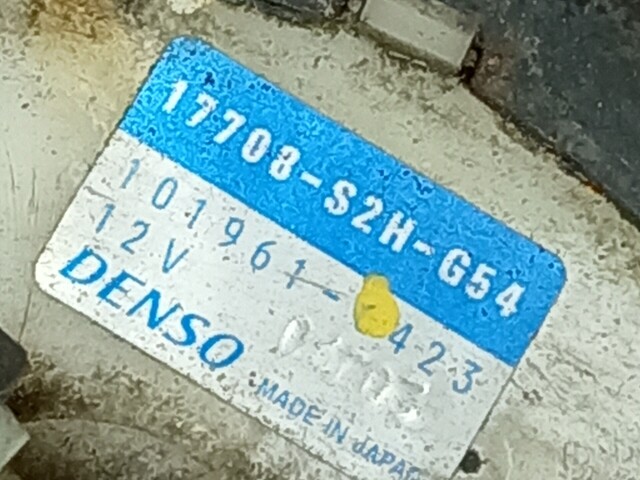 17708-S2H-G54
101961- 423
12V
DENSO
MADE IN JAPAN